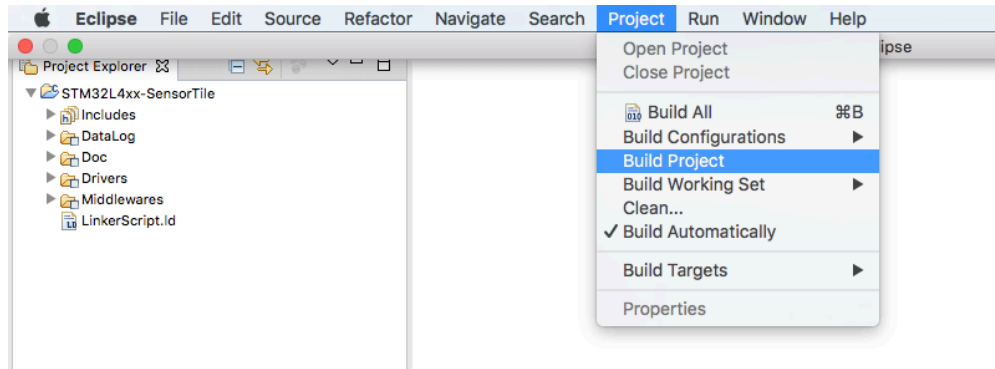 Eclipse File Edit Source Refactor Navigate Search Project Run Window Help
ipse
Project Explorer
STM32L4xx-SensorTile
Includes
DataLog
Doc
Drivers
Middlewares
LinkerScript.ld
Open Project
Close Project
Build All ⌘B
Build Configurations
Build Project
Build Working Set
Clean...
Build Automatically
Build Targets
Properties